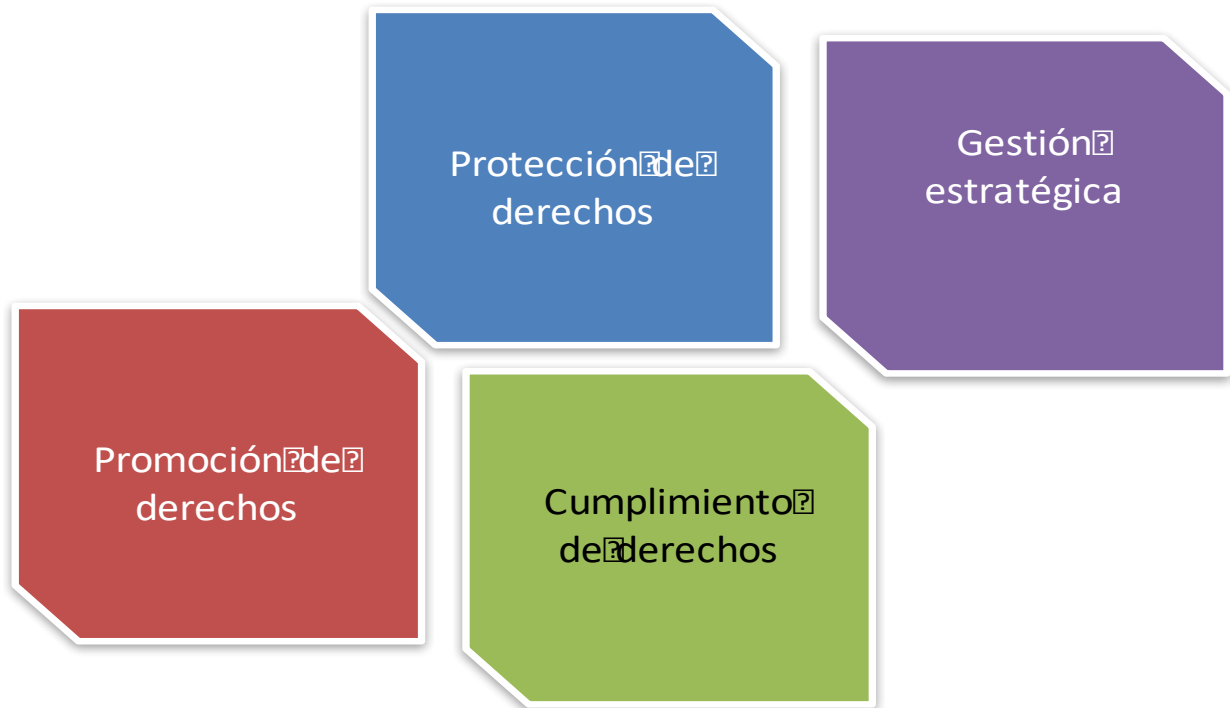 Protección de
derechos
Gestión
estratégica
Promoción de
derechos
Cumplimiento
de derechos